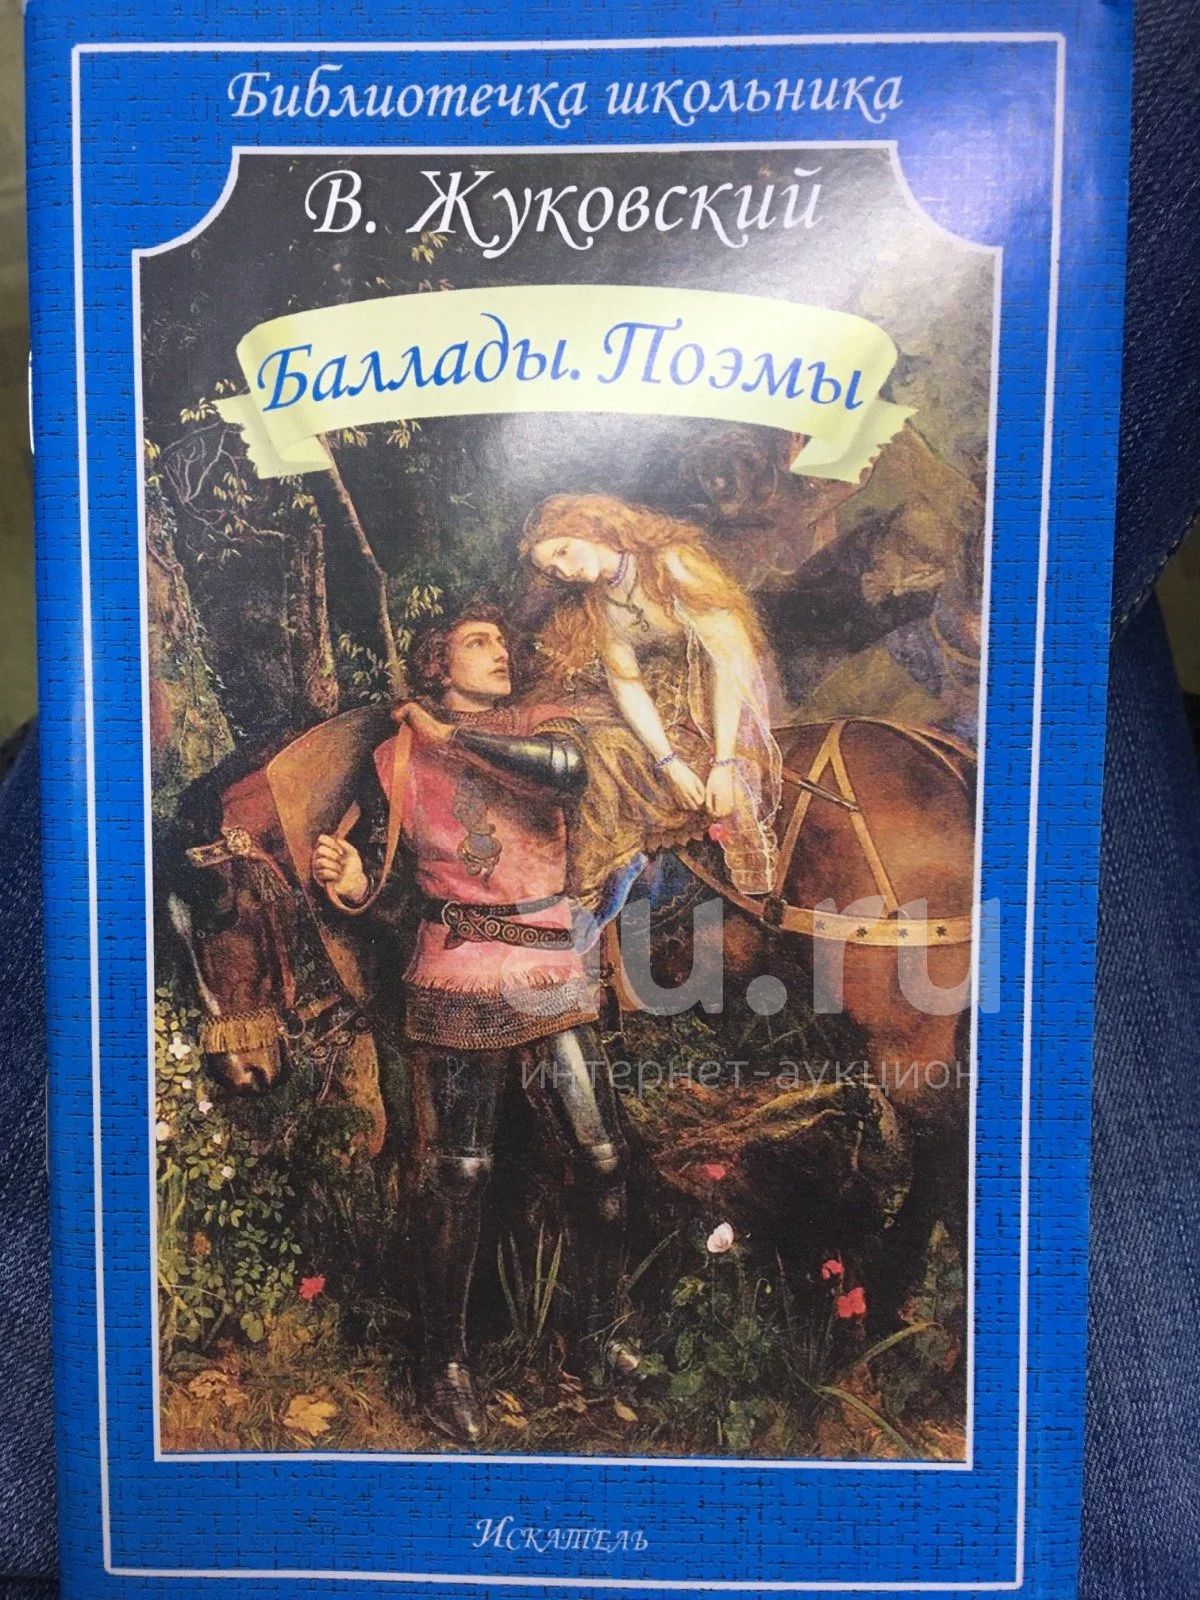 Библиотечка школьника
В. Жуковский
Баллады. Поэмы
au.ru
интернет-аукцион
Искатель